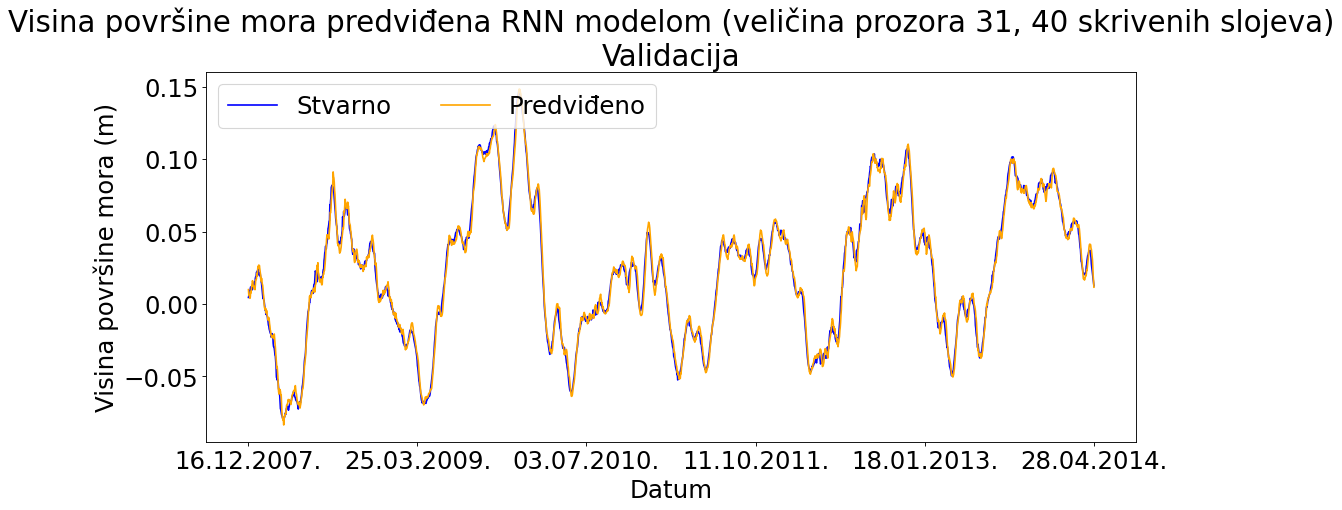 Visina površine mora predviđena RNN modelom (veličina prozora 31, 40 skrivenih slojeva)
Validacija
Stvarno
Predviđeno
Visina površine mora (m)
0.15
0.10
0.05
0.00
−0.05
16.12.2007.
25.03.2009.
03.07.2010.
11.10.2011.
18.01.2013.
28.04.2014.
Datum